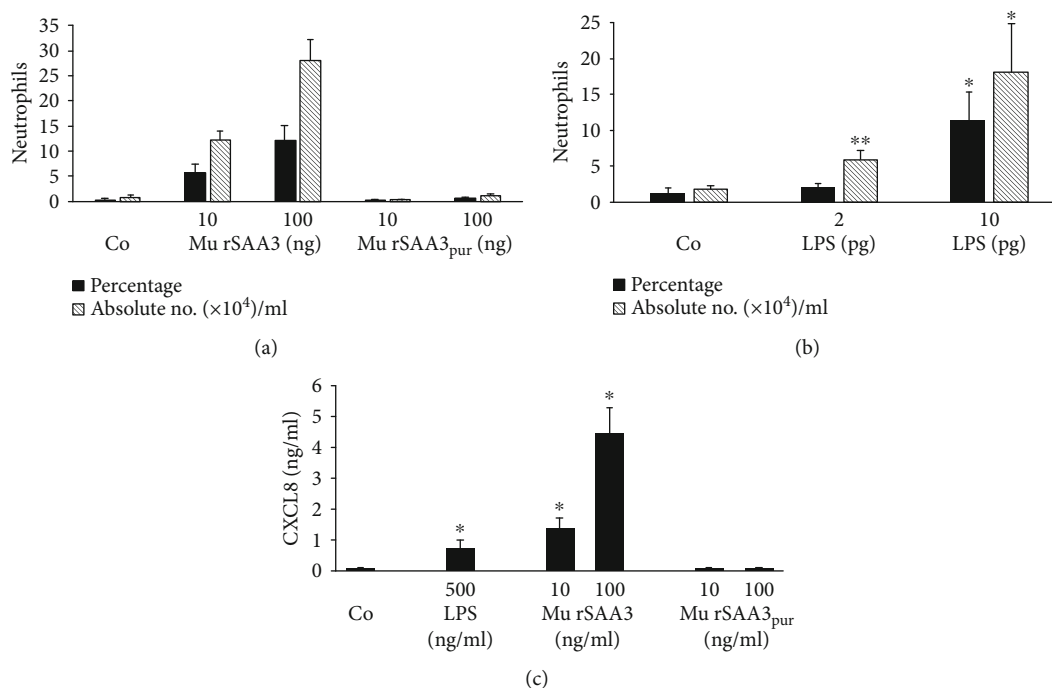 35
30
25
20
15
10
5
0
Neutrophils
10 100 10 100
Co Mu rSAA3 (ng) Mu rSAA3pur (ng)
Percentage
Absolute no. (×10⁴)/ml
(a)
25
20
15
10
5
0
Neutrophils
**
*
*
2 10
Co LPS (pg) LPS (pg)
Percentage
Absolute no. (×10⁴)/ml
(b)
6
5
4
3
2
1
0
CXCL8 (ng/ml)
*
*
*
500 10 100 10 100
Co LPS Mu rSAA3 Mu rSAA3pur
(ng/ml) (ng/ml) (ng/ml)
(c)